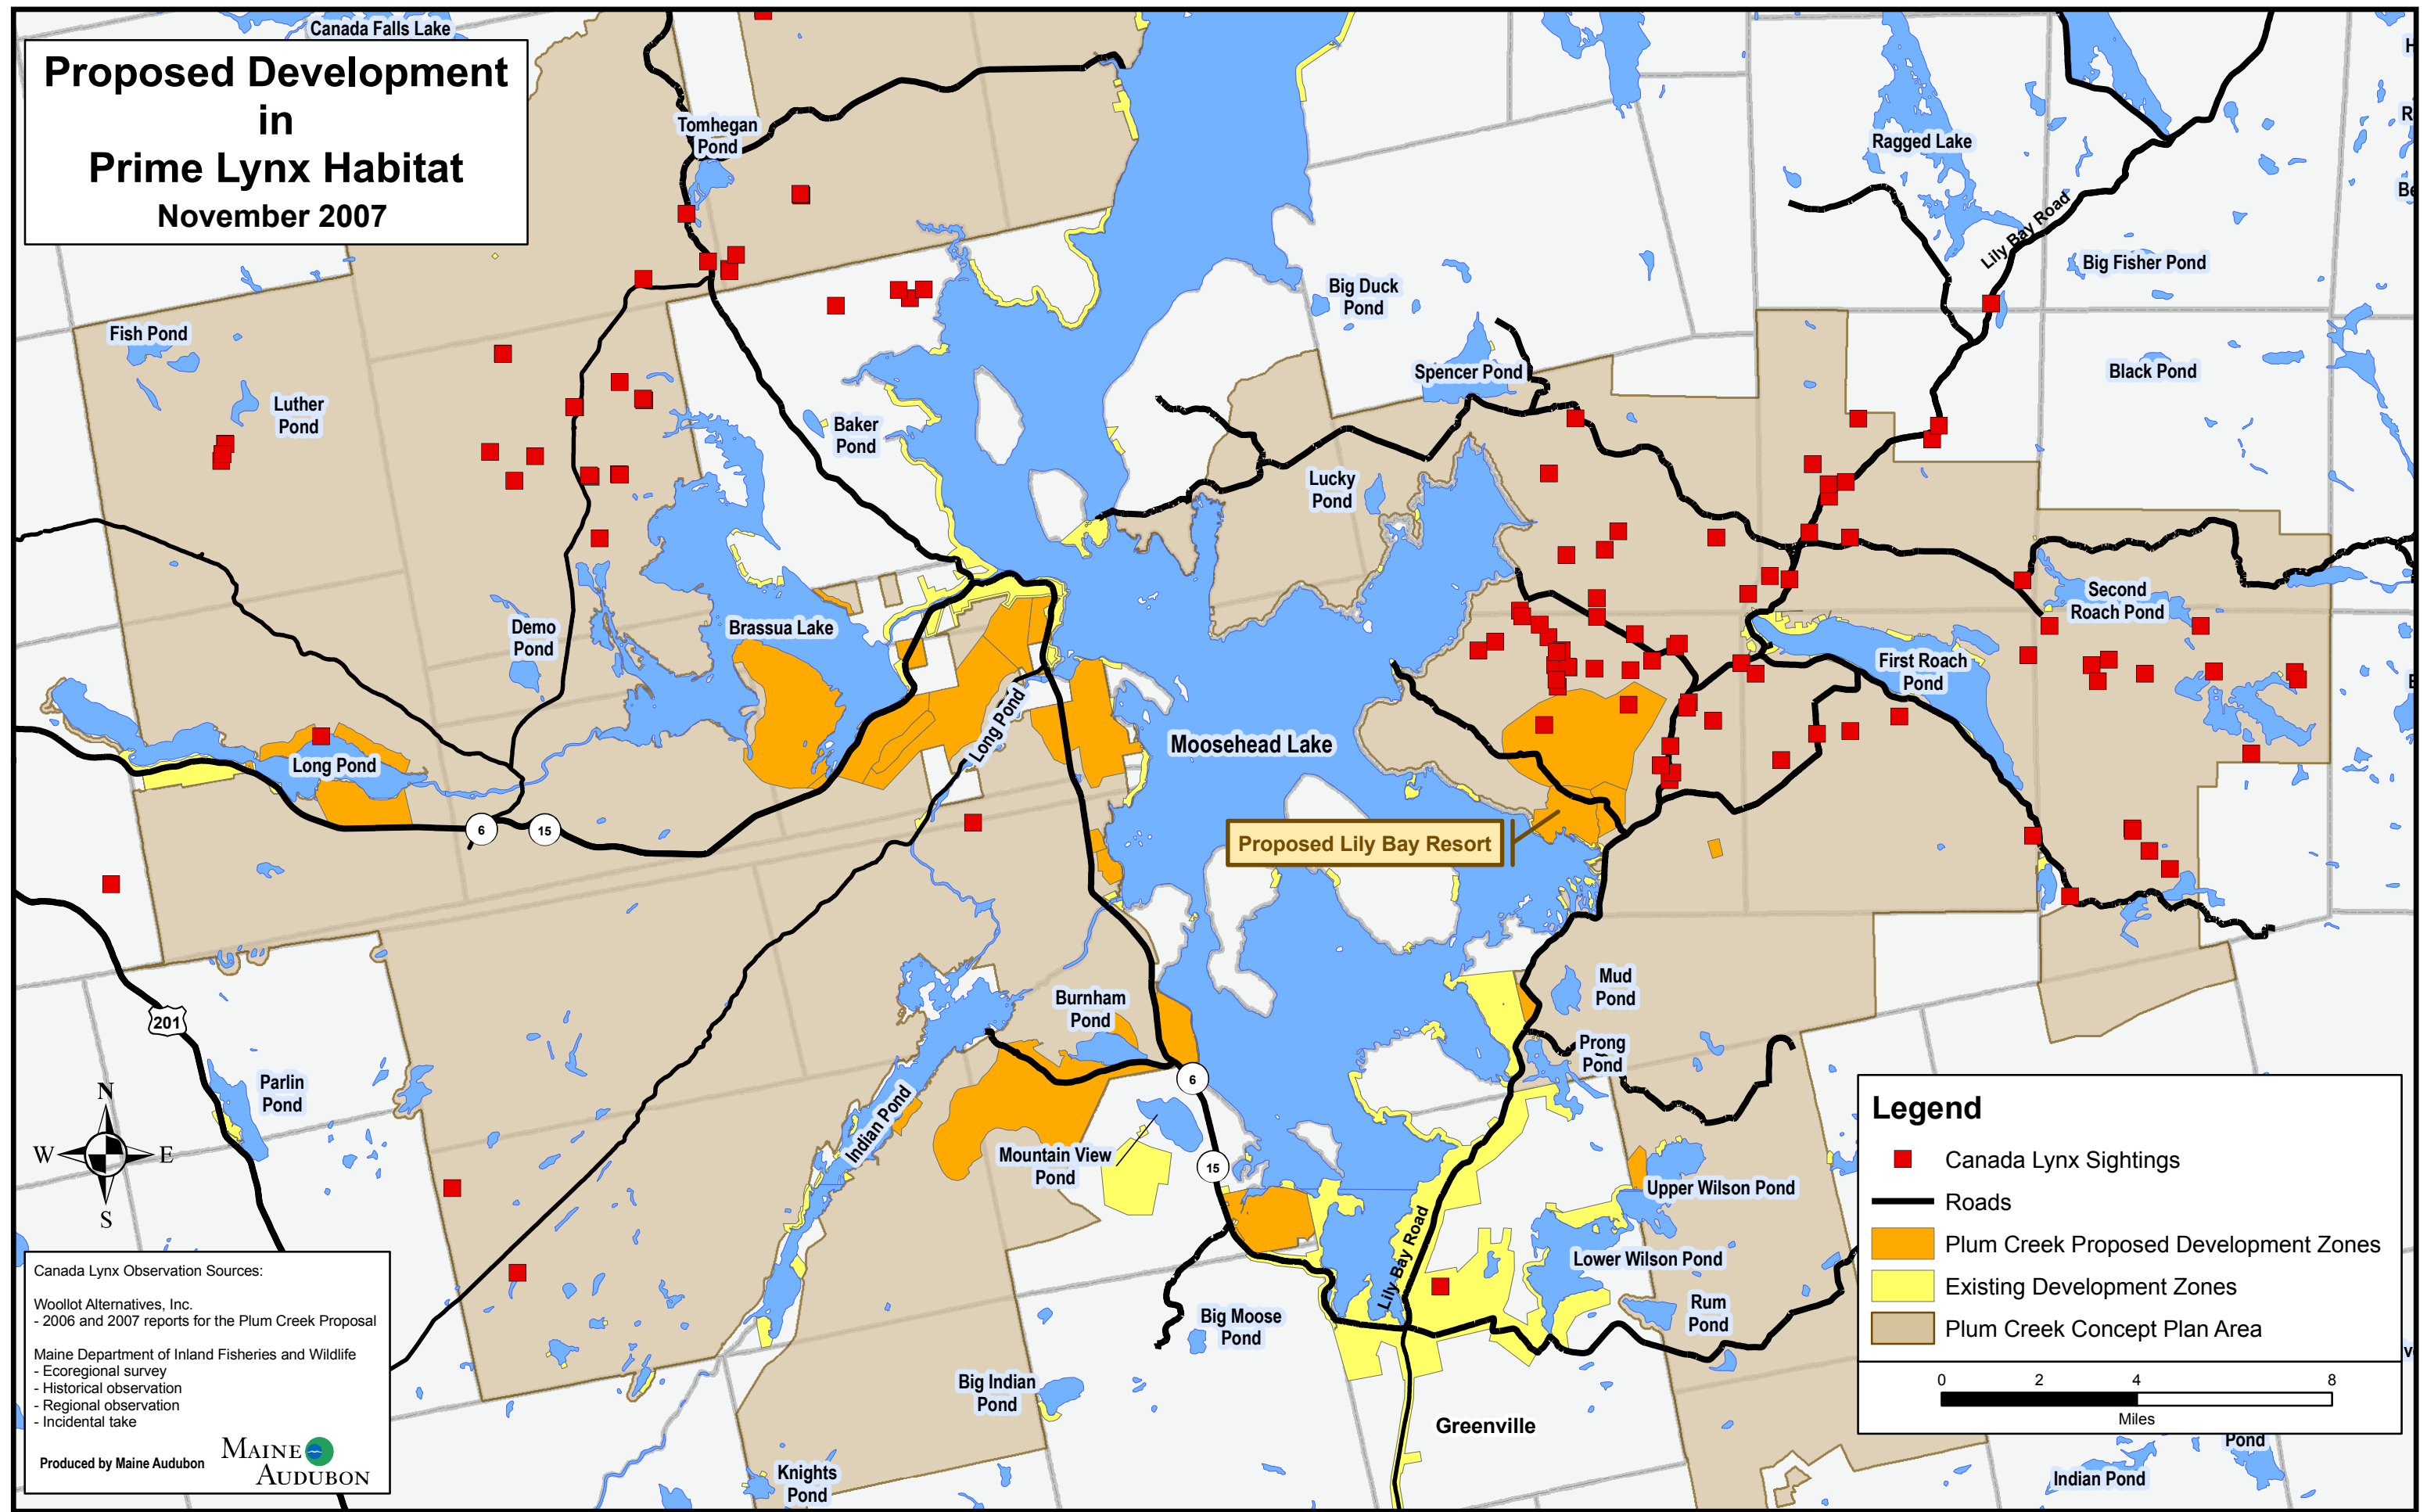 Proposed Development
in
Prime Lynx Habitat
November 2007
Canada Falls Lake
Tomhegan
Pond
Ragged Lake
Lily Bay Road
Big Fisher Pond
Big Duck
Pond
Fish Pond
Luther
Pond
Spencer Pond
Black Pond
Baker
Pond
Lucky
Pond
Demo
Pond
Brassua Lake
Second
Roach Pond
First Roach
Pond
Long Pond
Long Pond
Moosehead Lake
6
15
Proposed Lily Bay Resort
201
Mud
Pond
Burnham
Pond
Prong
Pond
Parlin
Pond
6
Indian Pond
Mountain View
Pond
15
Upper Wilson Pond
Lily Bay Road
Lower Wilson Pond
Rum
Pond
Big Moose
Pond
Big Indian
Pond
Greenville
Knights
Pond
Pond
Indian Pond
N
W
E
S
Canada Lynx Observation Sources:
Woollot Alternatives, Inc.
- 2006 and 2007 reports for the Plum Creek Proposal
Maine Department of Inland Fisheries and Wildlife
- Ecoregional survey
- Historical observation
- Regional observation
- Incidental take
Produced by Maine Audubon
MAINE
AUDUBON
Legend
Canada Lynx Sightings
Roads
Plum Creek Proposed Development Zones
Existing Development Zones
Plum Creek Concept Plan Area
0 2 4 8
Miles